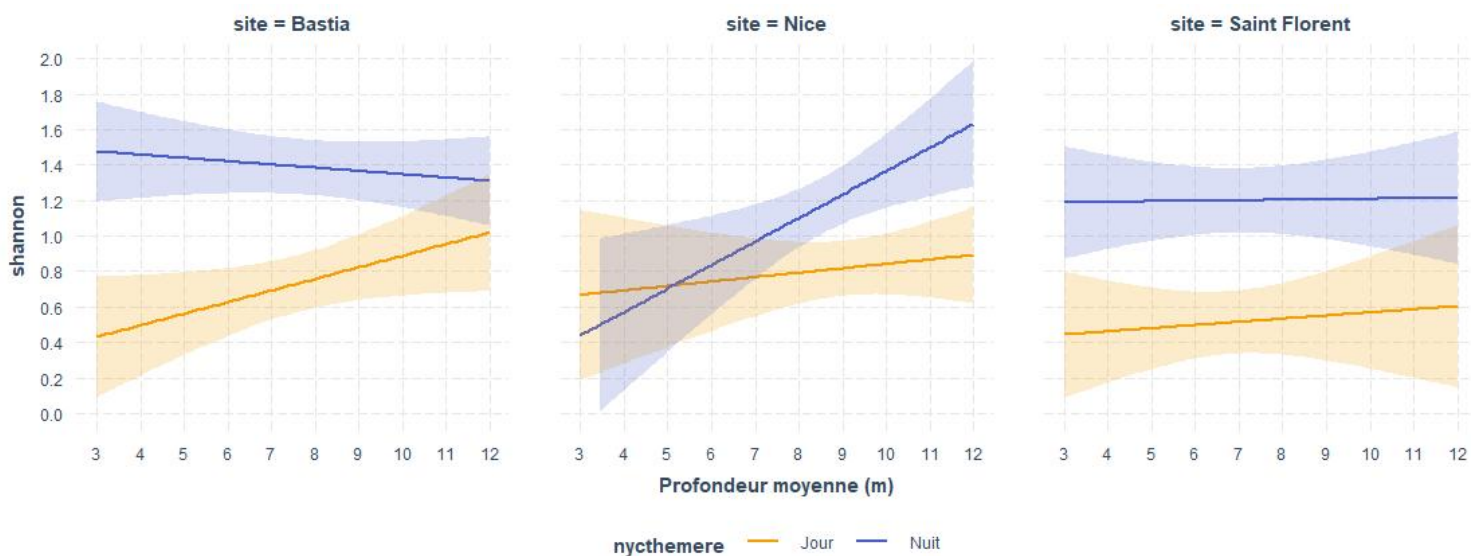 site = Bastia
site = Nice
site = Saint Florent
shannon
2.0
1.8
1.6
1.4
1.2
1.0
0.8
0.6
0.4
0.2
0.0
3 4 5 6 7 8 9 10 11 12
3 4 5 6 7 8 9 10 11 12
3 4 5 6 7 8 9 10 11 12
Profondeur moyenne (m)
nycthemere Jour Nuit